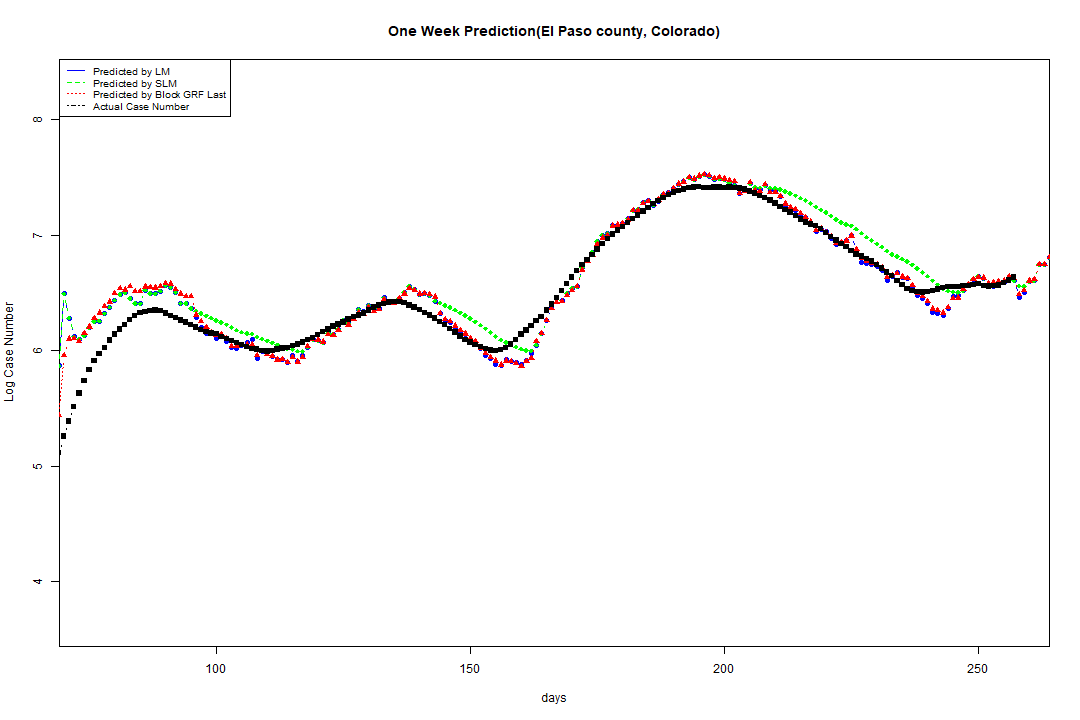 One Week Prediction(El Paso county, Colorado)
Predicted by LM
Predicted by SLM
Predicted by Block GRF Last
Actual Case Number
8
7
6
5
4
Log Case Number
100
150
200
250
days